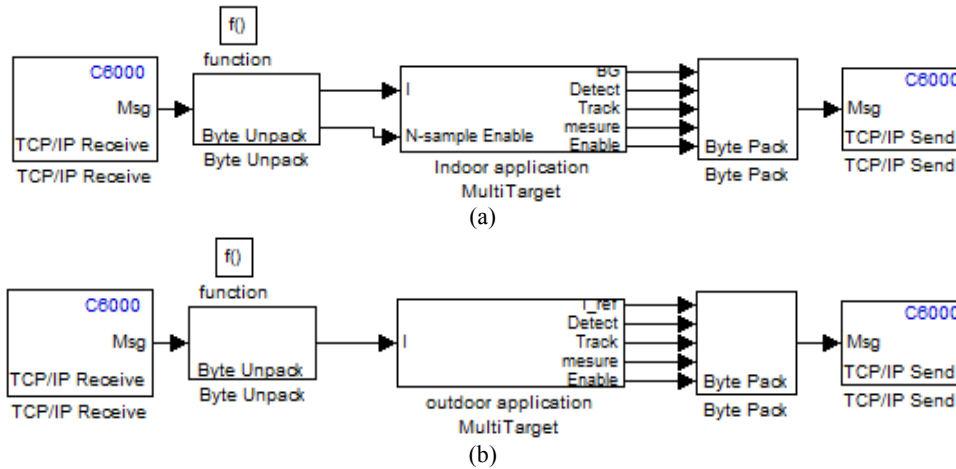 f()
function
C6000
Msg
TCP/IP Receive
TCP/IP Receive
Byte Unpack
Byte Unpack
I
N-sample Enable
BG
Detect
Track
mesure
Enable
Indoor application
MultiTarget
Byte Pack
Byte Pack
C6000
Msg
TCP/IP Send
TCP/IP Send
(a)
f()
function
C6000
Msg
TCP/IP Receive
TCP/IP Receive
Byte Unpack
Byte Unpack
I
I_ref
Detect
Track
mesure
Enable
outdoor application
MultiTarget
Byte Pack
Byte Pack
C6000
Msg
TCP/IP Send
TCP/IP Send
(b)